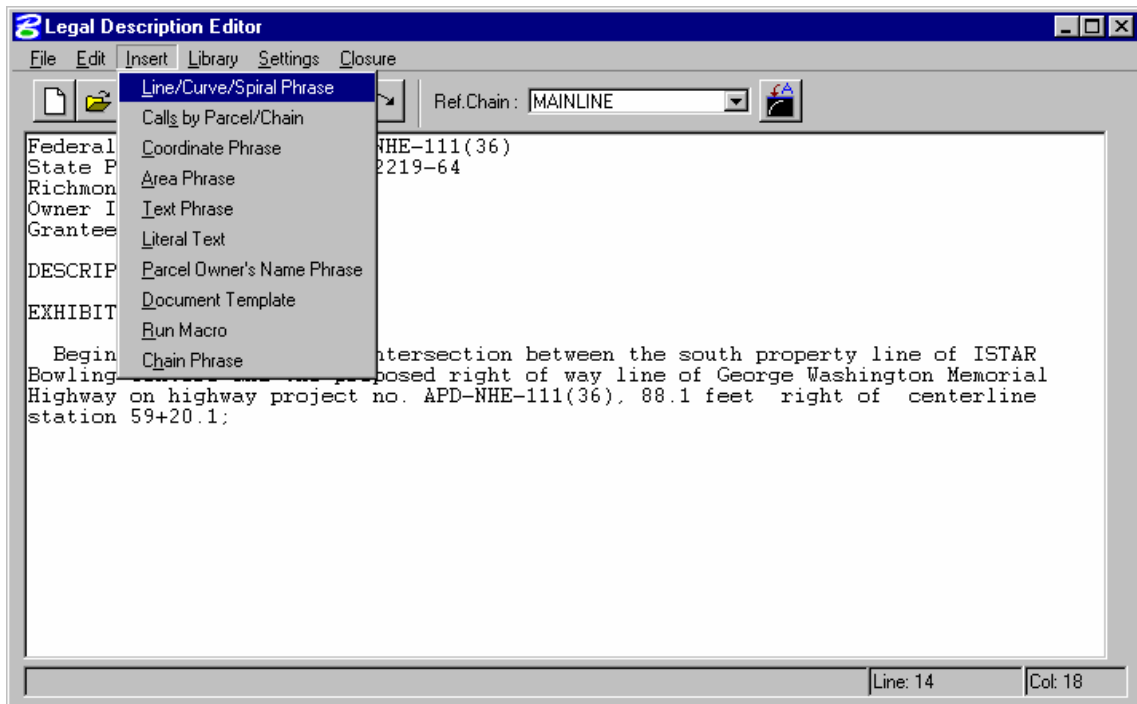 Legal Description Editor
File Edit Insert Library Settings Closure
Ref.Chain : MAINLINE
Line/Curve/Spiral Phrase
Calls by Parcel/Chain
Coordinate Phrase
Area Phrase
Text Phrase
Literal Text
Parcel Owner's Name Phrase
Document Template
Run Macro
Chain Phrase
Federal NHE-111(36)
State P 2219-64
Richmon
Owner I
Grantee
DESCRIP
EXHIBIT
Begin ntersection between the south property line of ISTAR
Bowling posed right of way line of George Washington Memorial
Highway on highway project no. APD-NHE-111(36), 88.1 feet right of centerline
station 59+20.1;
Line: 14 Col: 18